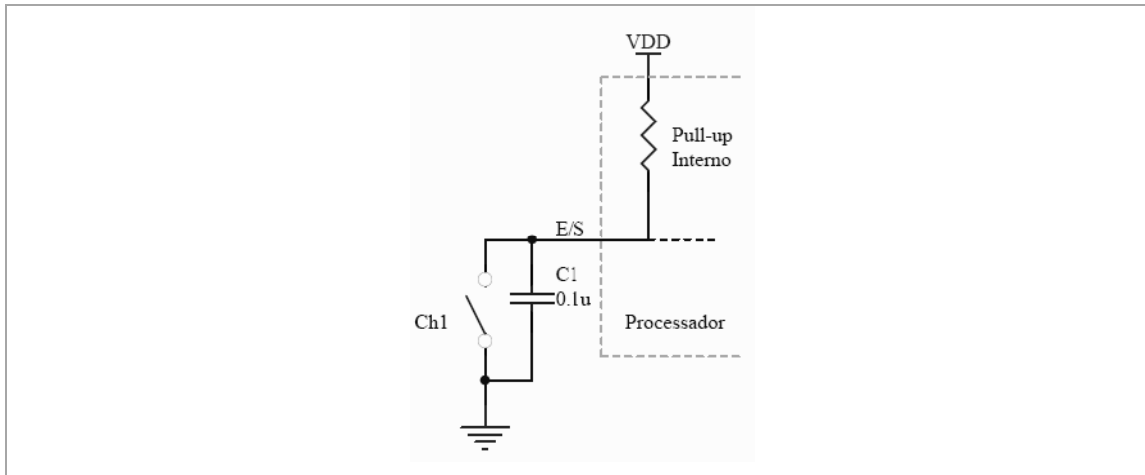 VDD
Pull-up
Interno
E/S
C1
0.1u
Ch1
Processador